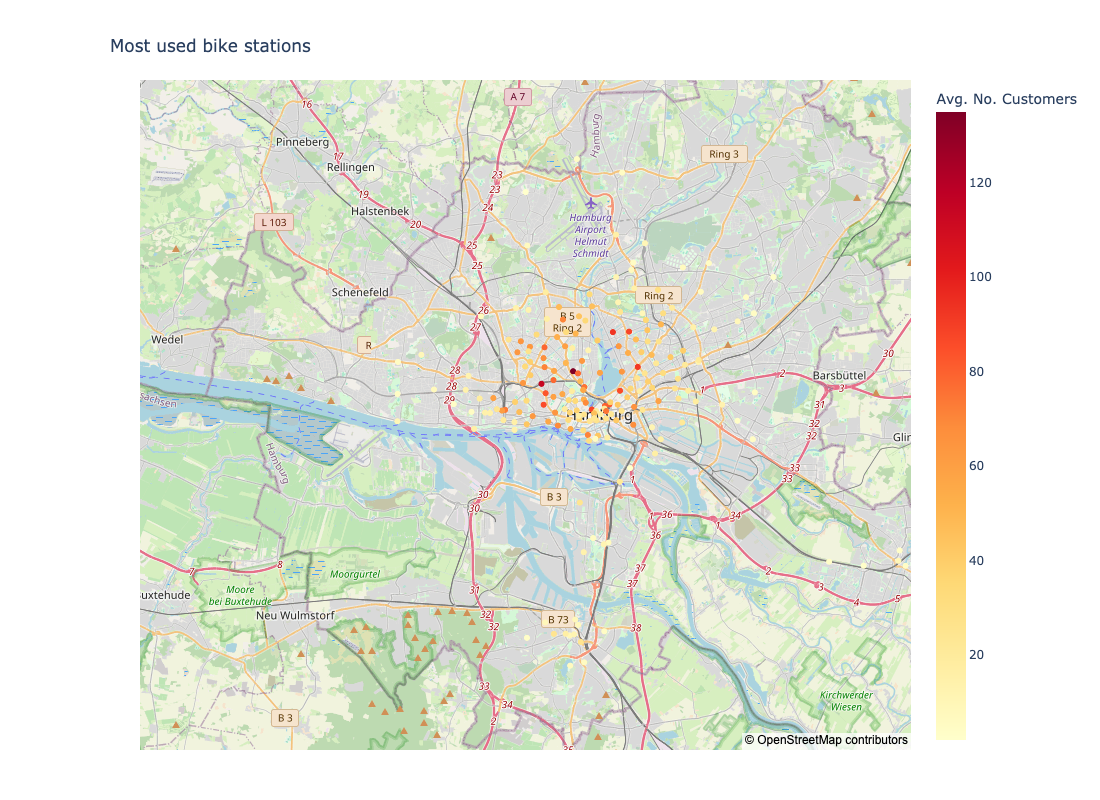 Most used bike stations
Avg. No. Customers
120
100
80
60
40
20
A 7
16
Hamburg
Pinneberg
Ring 3
17
Rellingen
23
23
19
24
Halstenbek
20
L 103
Hamburg
Airport
Helmut
Schmidt
25
25
Schenefeld
Ring 2
26
B 5
Ring 2
27
Wedel
R
30
28
2
Barsbüttel
28
1
3
29
31
sachsen
Hamburg
32
32
Glin
Hamburg
33
33
1
30
B 3
30
1
36
34
1
36
Moorgurtel
7
8
37
2
37
3
Moore
bei Buxtehude
31
4
5
uxtehude
Neu Wulmstorf
32
32
B 73
38
33
34
Kirchwerder
Wiesen
B 3
2
35
© OpenStreetMap contributors